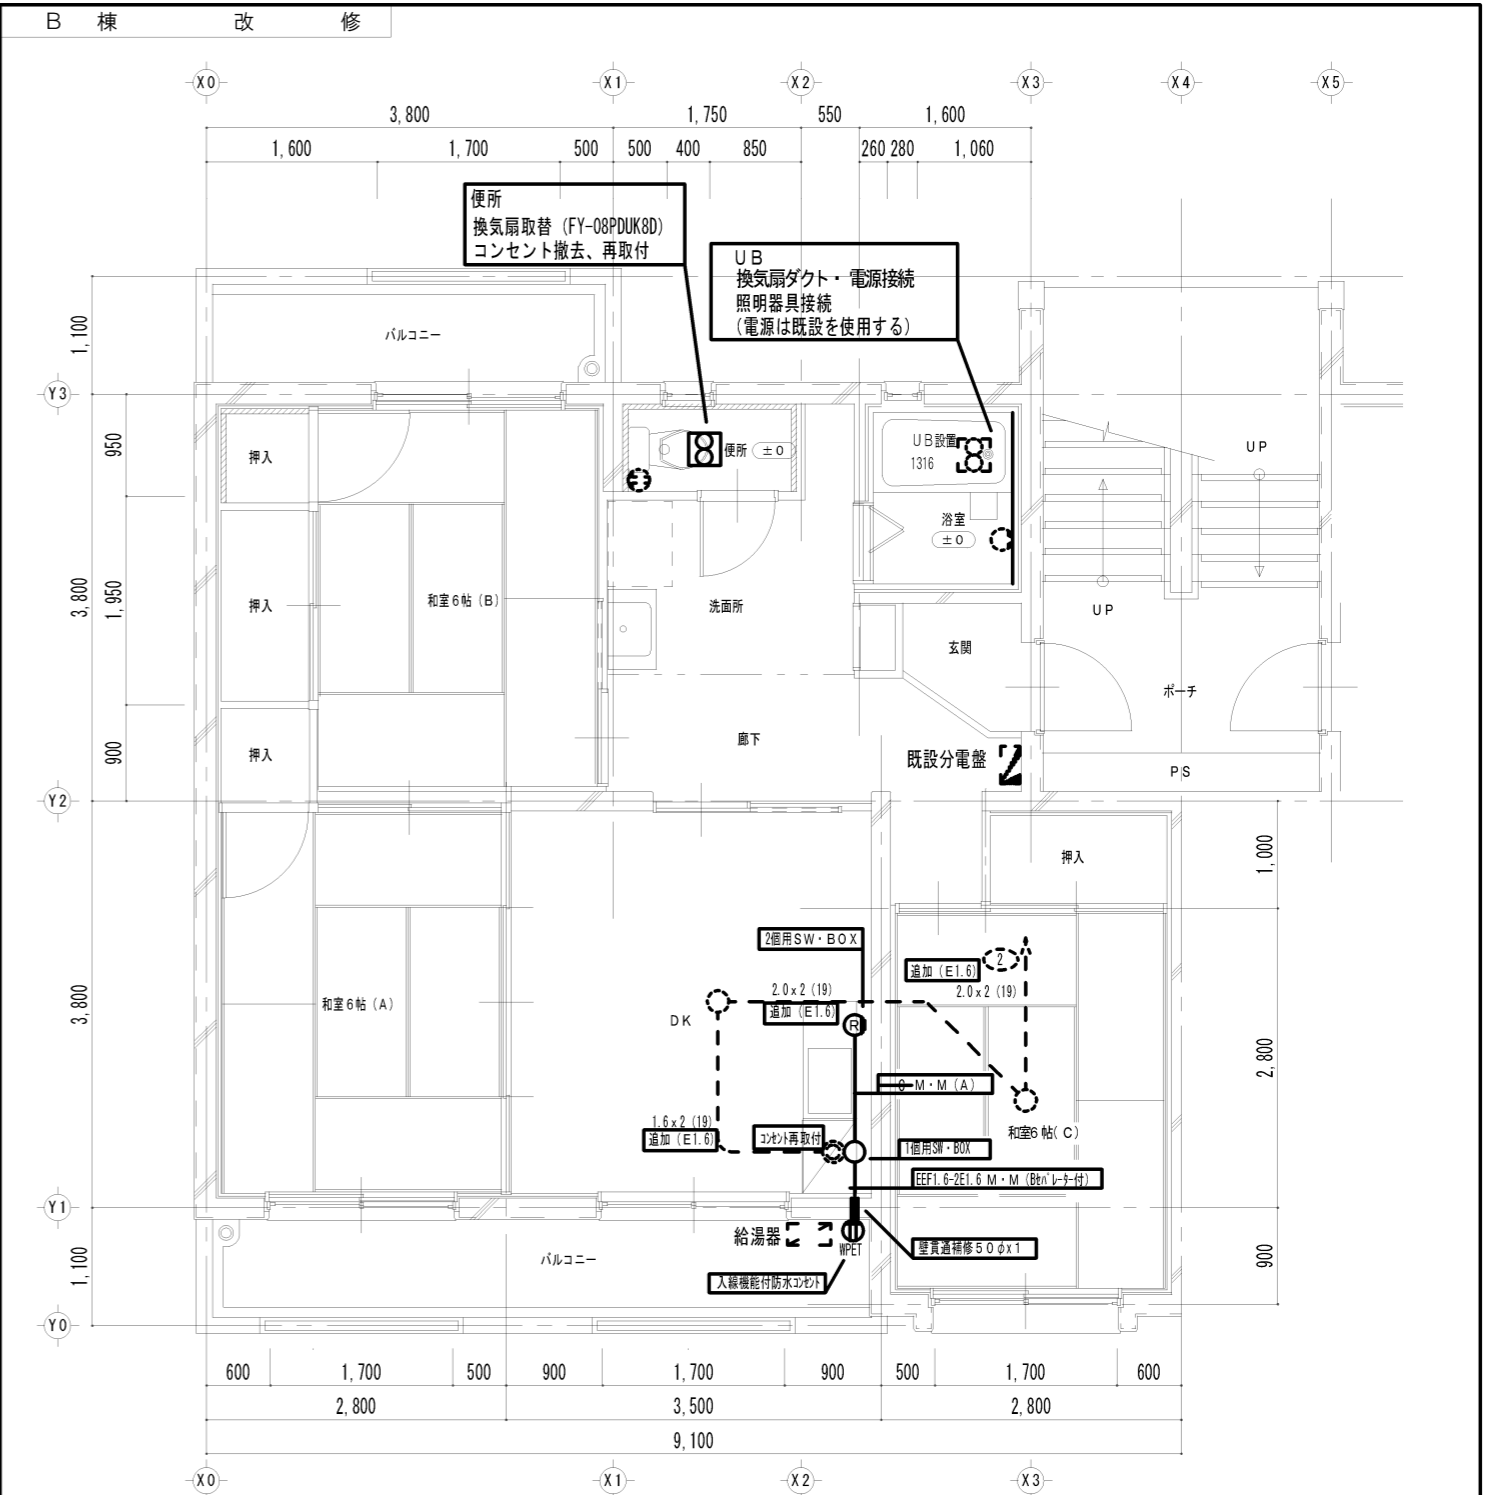 B 棟 改 修
X0 X1 X2 X3 X4 X5
3,800 1,750 550 1,600
1,600 1,700 500 500 400 850 260 280 1,060
便所
換気扇取替 (FY-08PDUK8D)
コンセント撤去、再取付
UB
換気扇ダクト・電源接続
照明器具接続
(電源は既設を使用する)
1,100
バルコニー
Y3
950
押入
便所 ±0
UB設置
1316
UP
浴室
±0
3,800
1,950
押入
和室6帖(B)
洗面所
UP
玄関
ポーチ
900
押入
廊下
既設分電盤
PS
Y2
押入
1,000
2個用SW・BOX
追加(E1.6)
2
2.0x2(19)
2.0x2(19)
追加(E1.6)
3,800
和室6帖(A)
DK
R
2,800
M・M(A)
1.6x2(19)
追加(E1.6)
コンセント再取付
和室6帖(C)
1個用SW・BOX
EEF1.6-2E1.6 M・M(Bセパレーター付)
Y1
給湯器
WPET
壁貫通補修50φx1
1,100
バルコニー
900
入線機能付防水コンセント
Y0
600 1,700 500 900 1,700 900 500 1,700 600
2,800 3,500 2,800
9,100
X0 X1 X2 X3